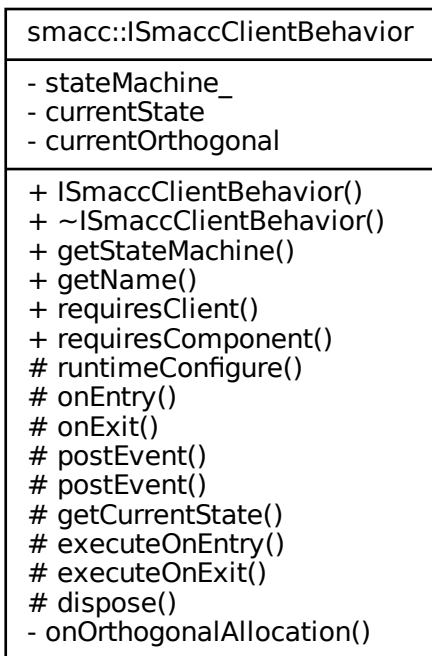 smacc::ISmaccClientBehavior
- stateMachine_
- currentState
- currentOrthogonal
+ ISmaccClientBehavior()
+ ~ISmaccClientBehavior()
+ getStateMachine()
+ getName()
+ requiresClient()
+ requiresComponent()
# runtimeConfigure()
# onEntry()
# onExit()
# postEvent()
# postEvent()
# getCurrentState()
# executeOnEntry()
# executeOnExit()
# dispose()
- onOrthogonalAllocation()